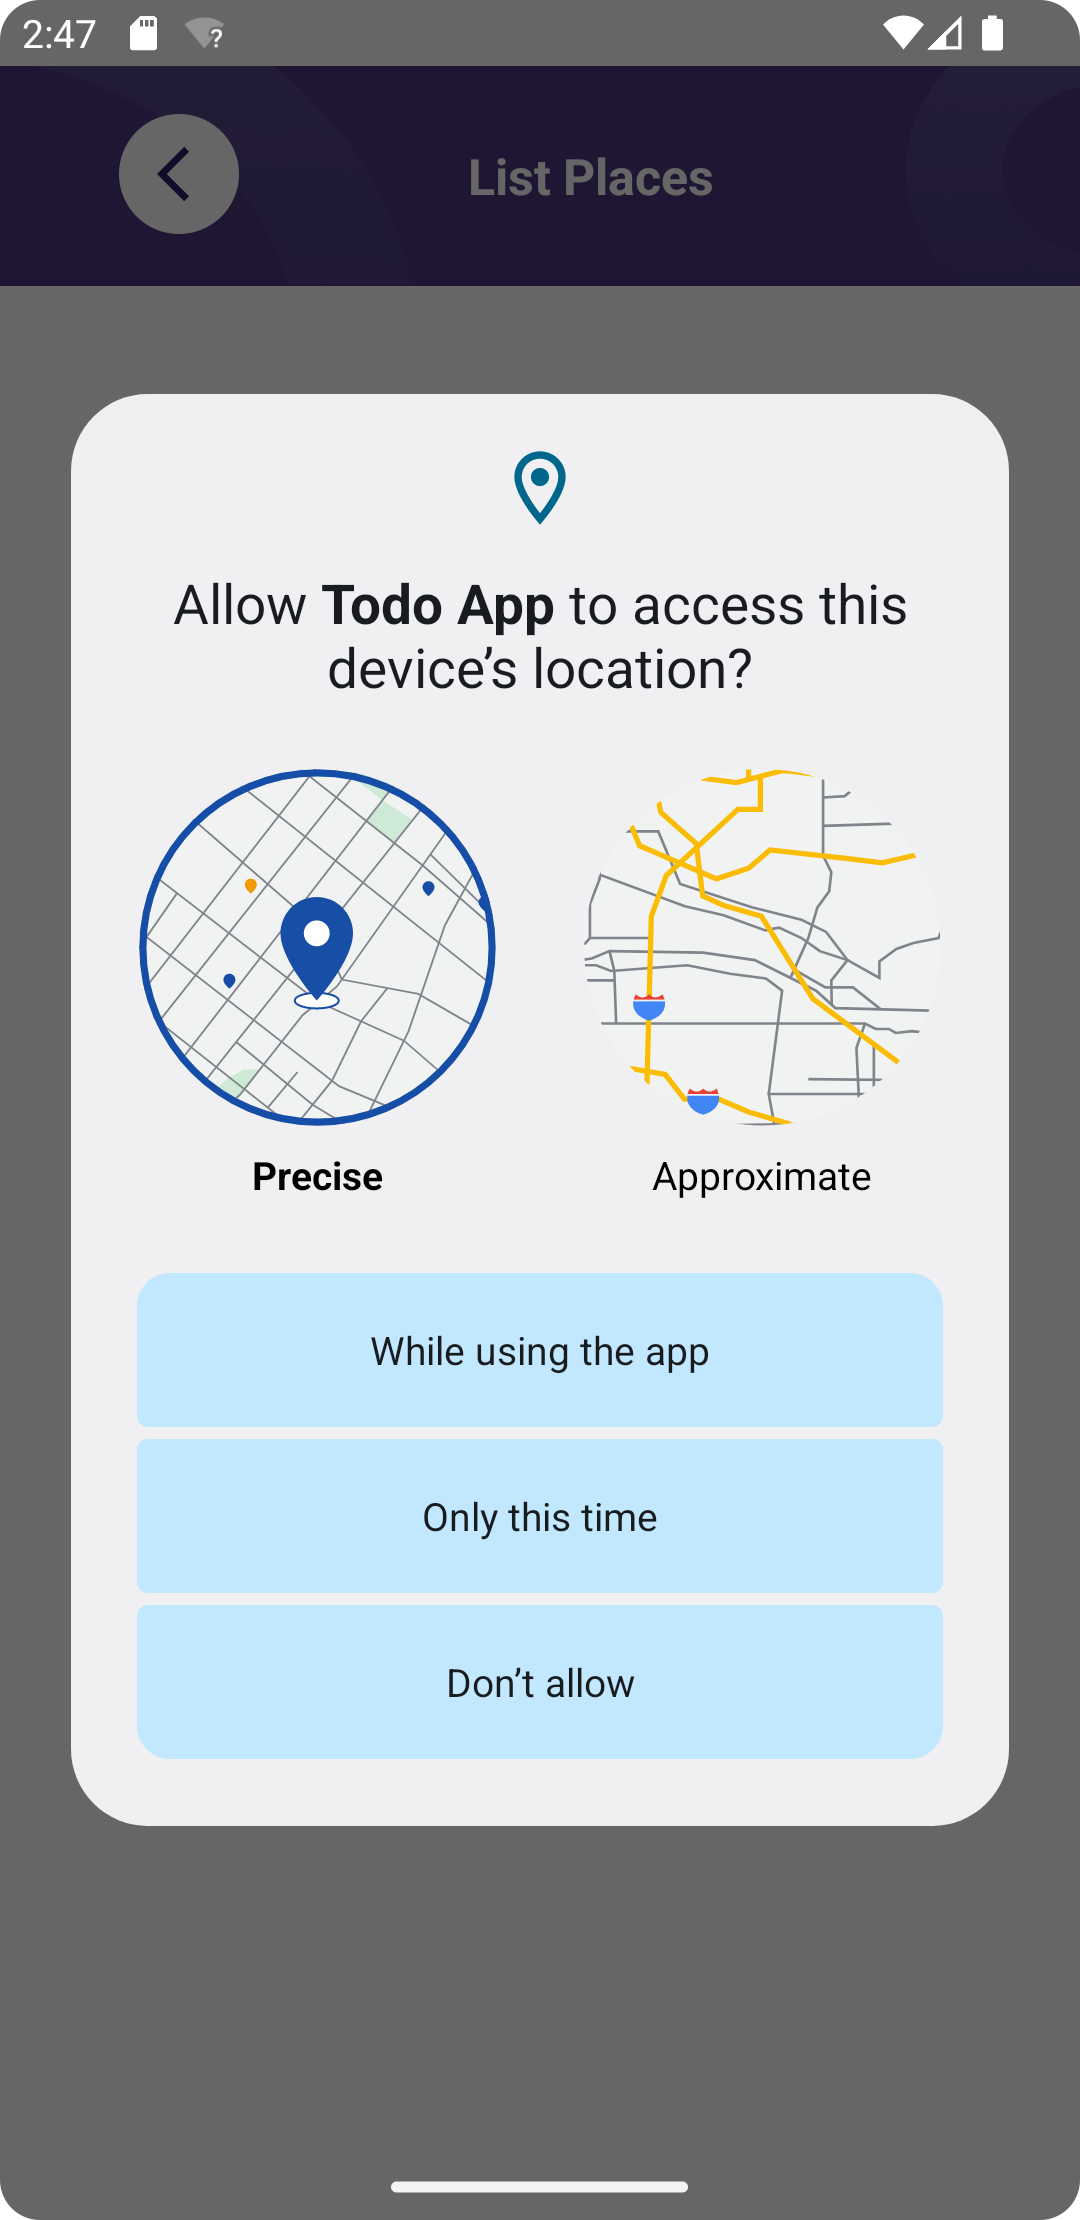 2:47
List Places
Allow Todo App to access this
device’s location?
Precise
Approximate
While using the app
Only this time
Don’t allow